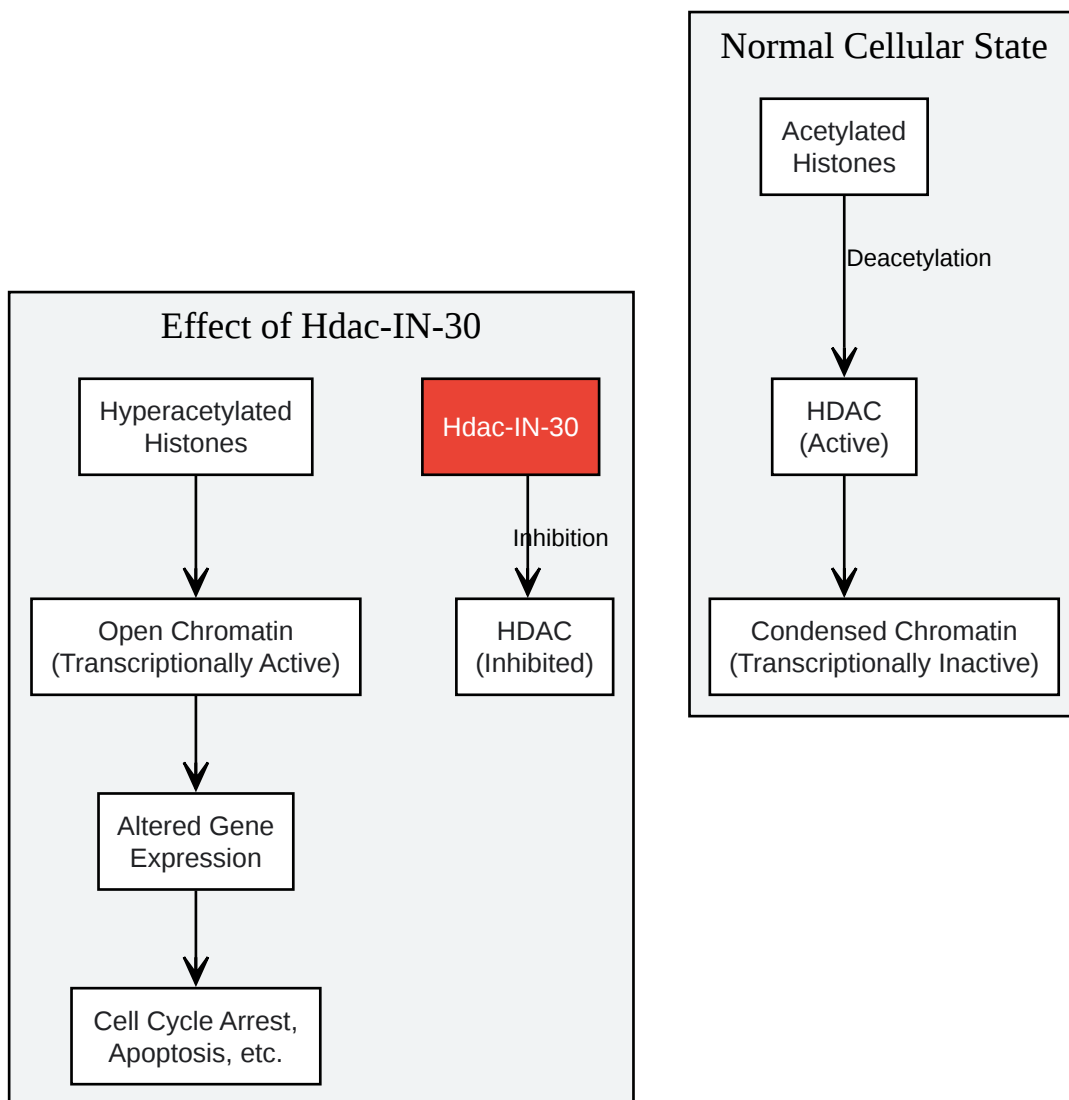 Normal Cellular State
Acetylated
Histones
Deacetylation
HDAC
(Active)
Condensed Chromatin
(Transcriptionally Inactive)
Effect of Hdac-IN-30
Hyperacetylated
Histones
Hdac-IN-30
Inhibition
Open Chromatin
(Transcriptionally Active)
HDAC
(Inhibited)
Altered Gene
Expression
Cell Cycle Arrest,
Apoptosis, etc.